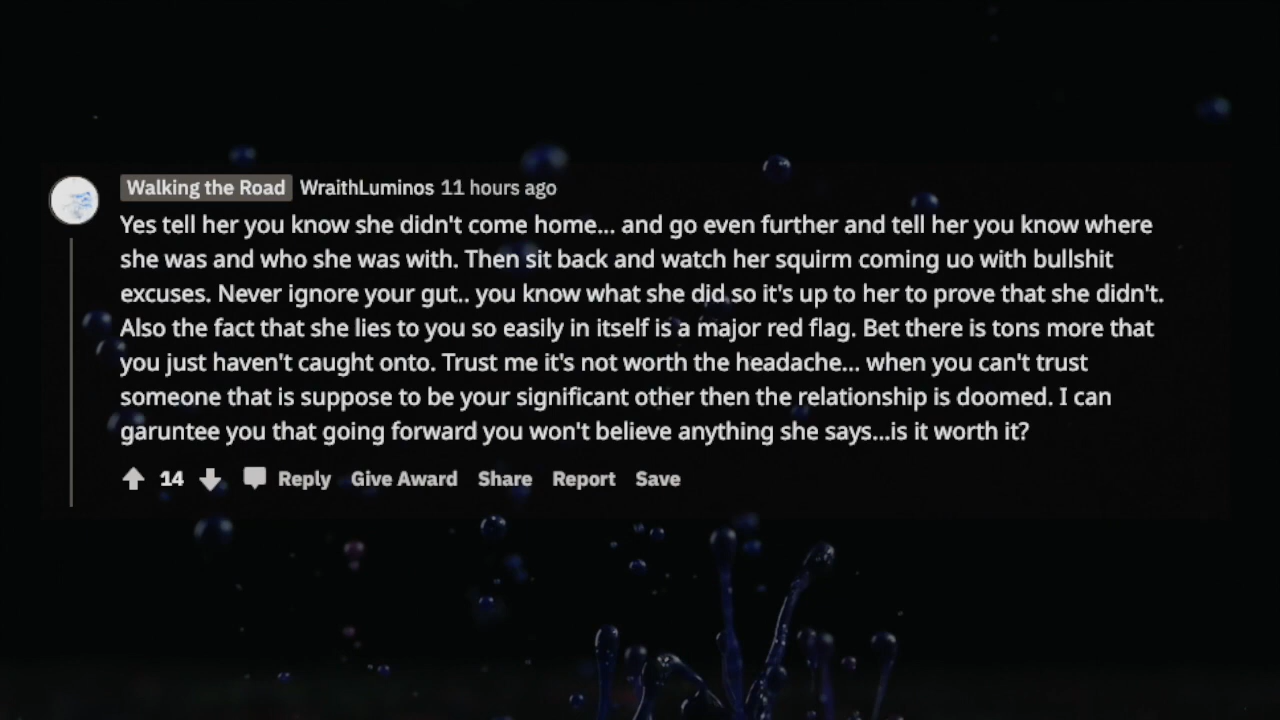 Walking the Road WraithLuminos 11 hours ago
Yes tell her you know she didn't come home... and go even further and tell her you know where
she was and who she was with. Then sit back and watch her squirm coming uo with bullshit
excuses. Never ignore your gut.. you know what she did so it's up to her to prove that she didn't.
Also the fact that she lies to you so easily in itself is a major red flag. Bet there is tons more that
you just haven't caught onto. Trust me it's not worth the headache... when you can't trust
someone that is suppose to be your significant other then the relationship is doomed. I can
garuntee you that going forward you won't believe anything she says...is it worth it?
14 Reply Give Award Share Report Save